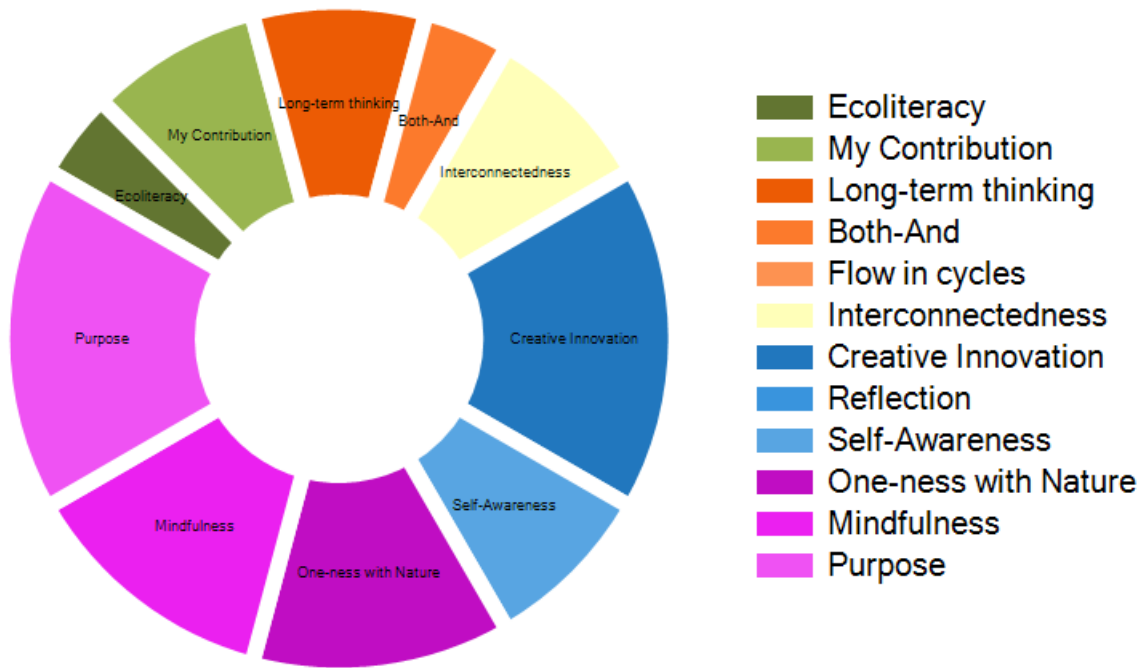 Long-term thinking
Both-And
My Contribution
Interconnectedness
Ecoliteracy
Purpose
Creative Innovation
Self-Awareness
Mindfulness
One-ness with Nature
Ecoliteracy
My Contribution
Long-term thinking
Both-And
Flow in cycles
Interconnectedness
Creative Innovation
Reflection
Self-Awareness
One-ness with Nature
Mindfulness
Purpose